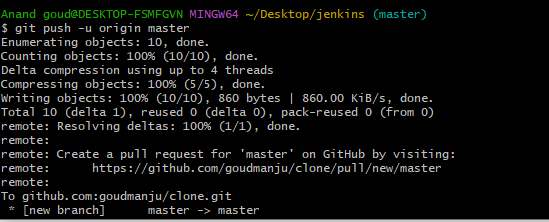 Anand goud@DESKTOP-FSMFGVN MINGW64 ~/Desktop/jenkins (master)
$ git push -u origin master
Enumerating objects: 10, done.
Counting objects: 100% (10/10), done.
Delta compression using up to 4 threads
Compressing objects: 100% (5/5), done.
Writing objects: 100% (10/10), 860 bytes | 860.00 KiB/s, done.
Total 10 (delta 1), reused 0 (delta 0), pack-reused 0 (from 0)
remote: Resolving deltas: 100% (1/1), done.
remote:
remote: Create a pull request for 'master' on GitHub by visiting:
remote:      https://github.com/goudmanju/clone/pull/new/master
remote:
To github.com:goudmanju/clone.git
 * [new branch]      master -> master